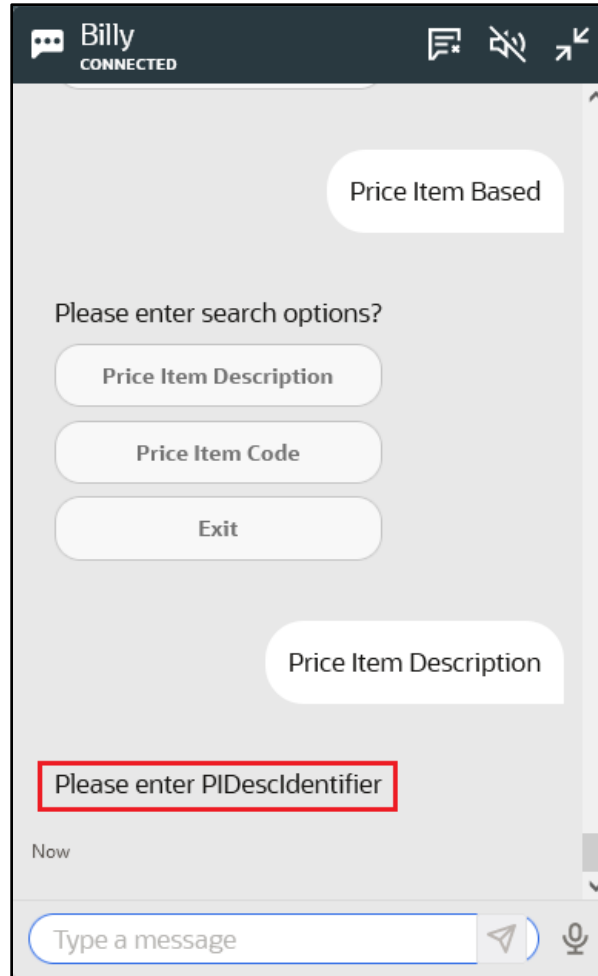 Billy
CONNECTED
Price Item Based
Please enter search options?
Price Item Description
Price Item Code
Exit
Price Item Description
Please enter PIDescIdentifier
Now
Type a message